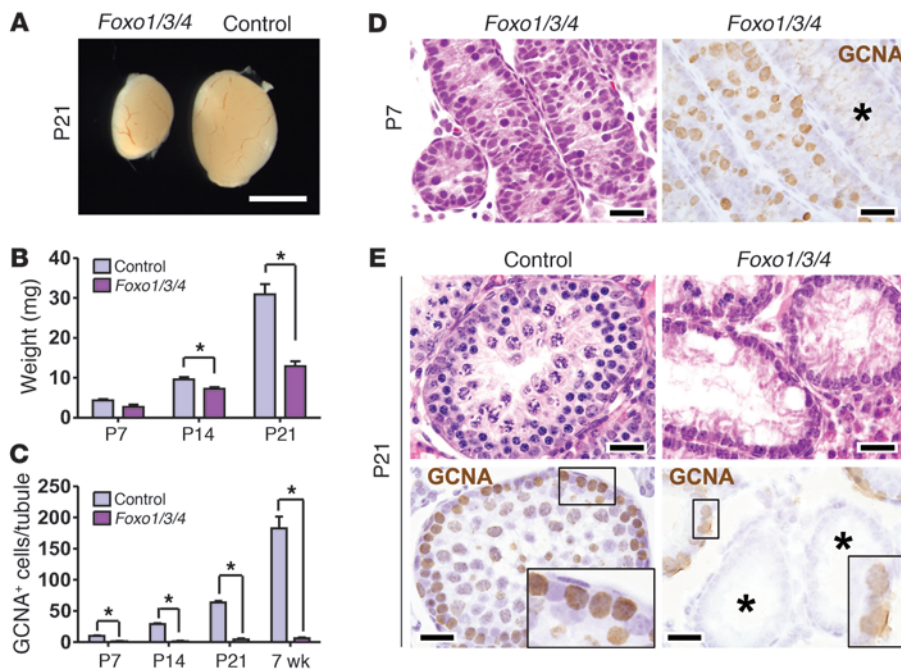 A
Foxo1/3/4 Control
P21
B
Control
Foxo1/3/4
Weight (mg)
40
30
20
10
0
*
*
P7 P14 P21
C
Control
Foxo1/3/4
GCNA+ cells/tubule
250
200
150
100
50
0
*
*
*
*
P7 P14 P21 7 wk
D
Foxo1/3/4 Foxo1/3/4
P7
GCNA
*
E
Control Foxo1/3/4
P21
GCNA
GCNA
*
*